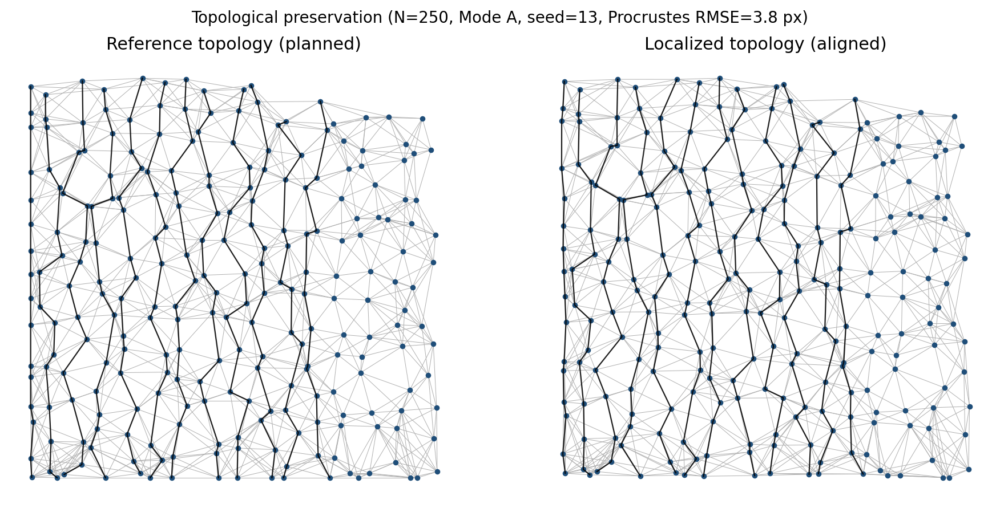 Topological preservation (N=250, Mode A, seed=13, Procrustes RMSE=3.8 px)
Reference topology (planned)
Localized topology (aligned)